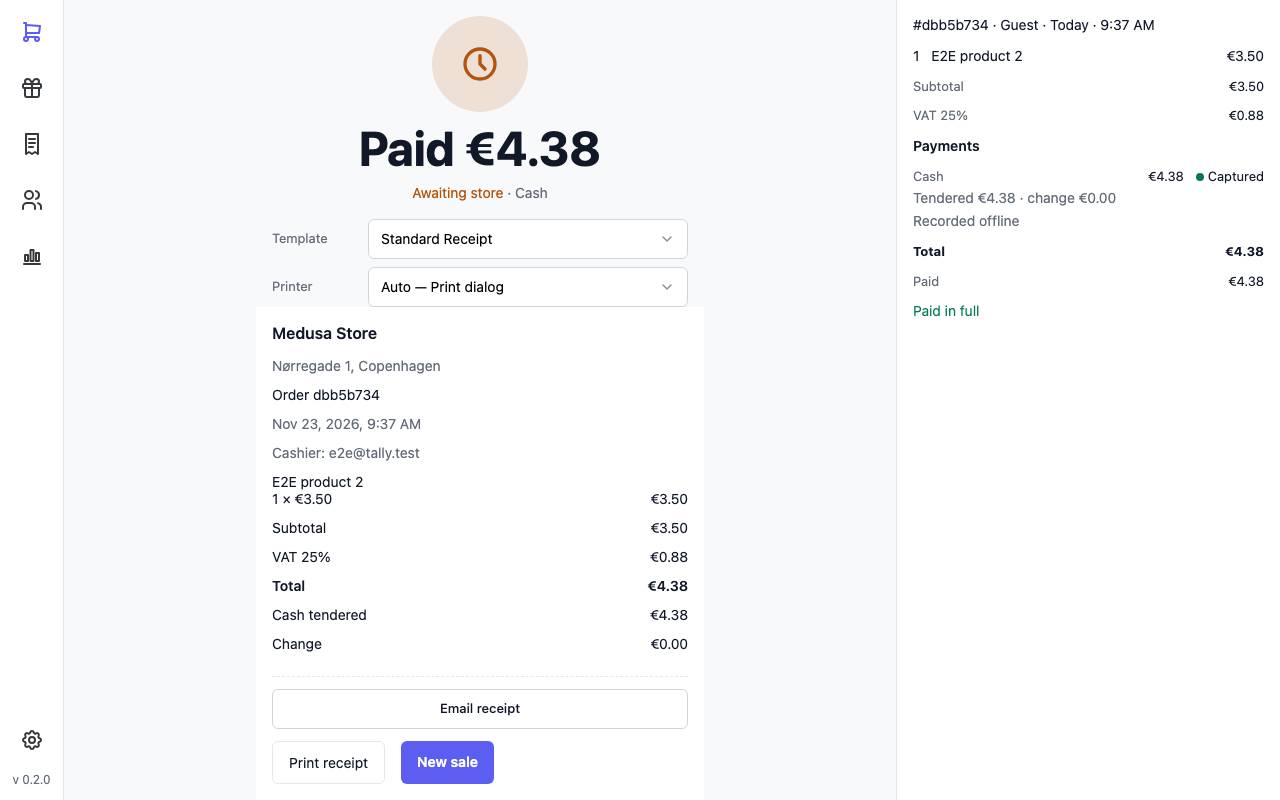 Paid €4.38
Awaiting store · Cash
Template
Standard Receipt
Printer
Auto — Print dialog
Medusa Store
Nørregade 1, Copenhagen
Order dbb5b734
Nov 23, 2026, 9:37 AM
Cashier: e2e@tally.test
E2E product 2
1 × €3.50 €3.50
Subtotal €3.50
VAT 25% €0.88
Total €4.38
Cash tendered €4.38
Change €0.00
Email receipt
Print receipt
New sale
v 0.2.0
#dbb5b734 · Guest · Today · 9:37 AM
1 E2E product 2 €3.50
Subtotal €3.50
VAT 25% €0.88
Payments
Cash €4.38 Captured
Tendered €4.38 · change €0.00
Recorded offline
Total €4.38
Paid €4.38
Paid in full